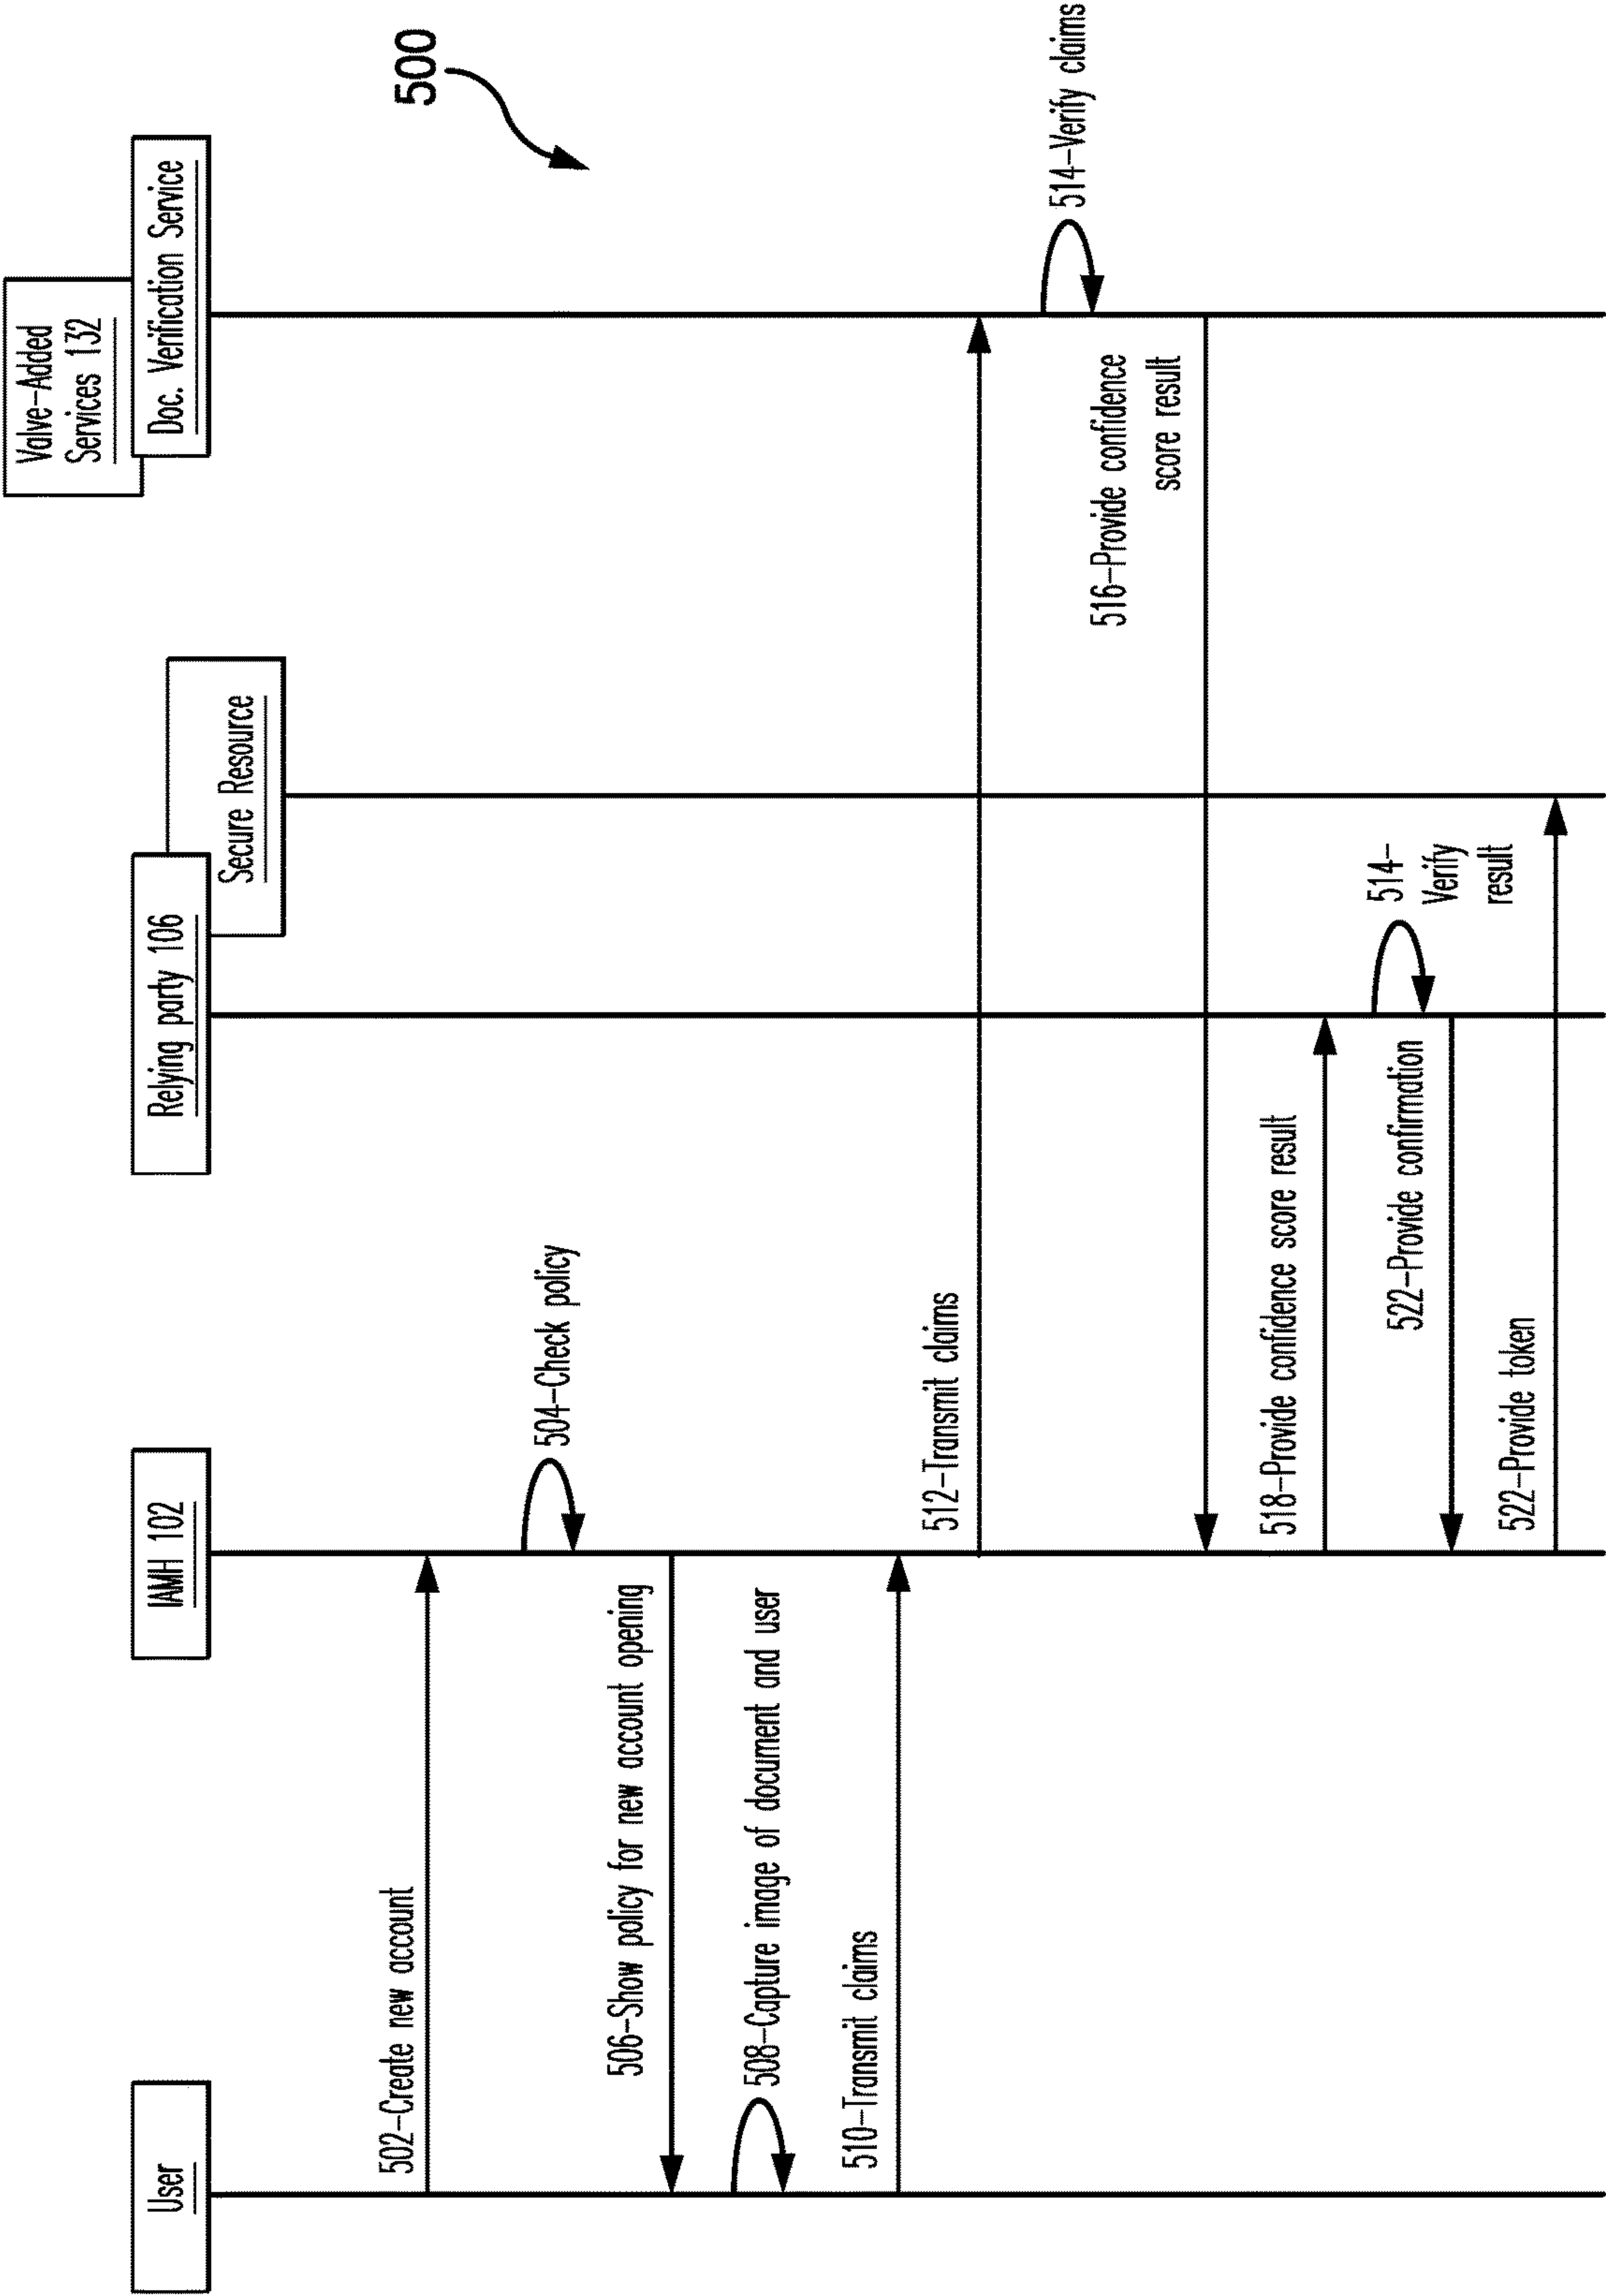 500
User
IAMH 102
Relying party 106
Secure Resource
Valve-Added
Services 132
Doc. Verification Service
502-Create new account
504-Check policy
506-Show policy for new account opening
508-Capture image of document and user
510-Transmit claims
512-Transmit claims
514-Verify claims
516-Provide confidence
score result
518-Provide confidence score result
514-
Verify
result
522-Provide confirmation
522-Provide token